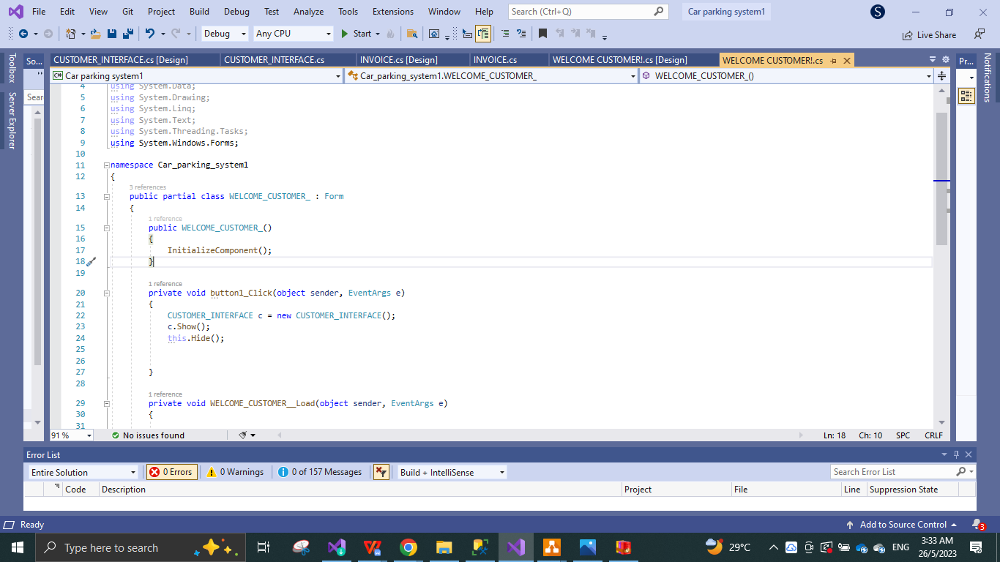 File Edit View Git Project Build Debug Test Analyze Tools Extensions Window Help Search (Ctrl+Q) Car parking system1 S
Debug Any CPU Start Live Share
CUSTOMER_INTERFACE.cs [Design] CUSTOMER_INTERFACE.cs INVOICE.cs [Design] INVOICE.cs WELCOME CUSTOMER!.cs [Design] WELCOME CUSTOMER!.cs
Toolbox
Server Explorer
So...
Sear
Pr...
Notifications
C# Car parking system1 Car_parking_system1.WELCOME_CUSTOMER_ WELCOME_CUSTOMER_()
4 using System.Data;
5 using System.Drawing;
6 using System.Linq;
7 using System.Text;
8 using System.Threading.Tasks;
9 using System.Windows.Forms;
10
11 namespace Car_parking_system1
12 {
3 references
13 public partial class WELCOME_CUSTOMER_ : Form
14 {
1 reference
15 public WELCOME_CUSTOMER_()
16 {
17 InitializeComponent();
18 }
19
1 reference
20 private void button1_Click(object sender, EventArgs e)
21 {
22 CUSTOMER_INTERFACE c = new CUSTOMER_INTERFACE();
23 c.Show();
24 this.Hide();
25
26
27 }
28
1 reference
29 private void WELCOME_CUSTOMER__Load(object sender, EventArgs e)
30 {
31
91 % No issues found Ln: 18 Ch: 10 SPC CRLF
Error List
Entire Solution 0 Errors 0 Warnings 0 of 157 Messages Build + IntelliSense Search Error List
Code Description Project File Line Suppression State
Ready Add to Source Control 3
Type here to search 29°C ENG 3:33 AM
26/5/2023